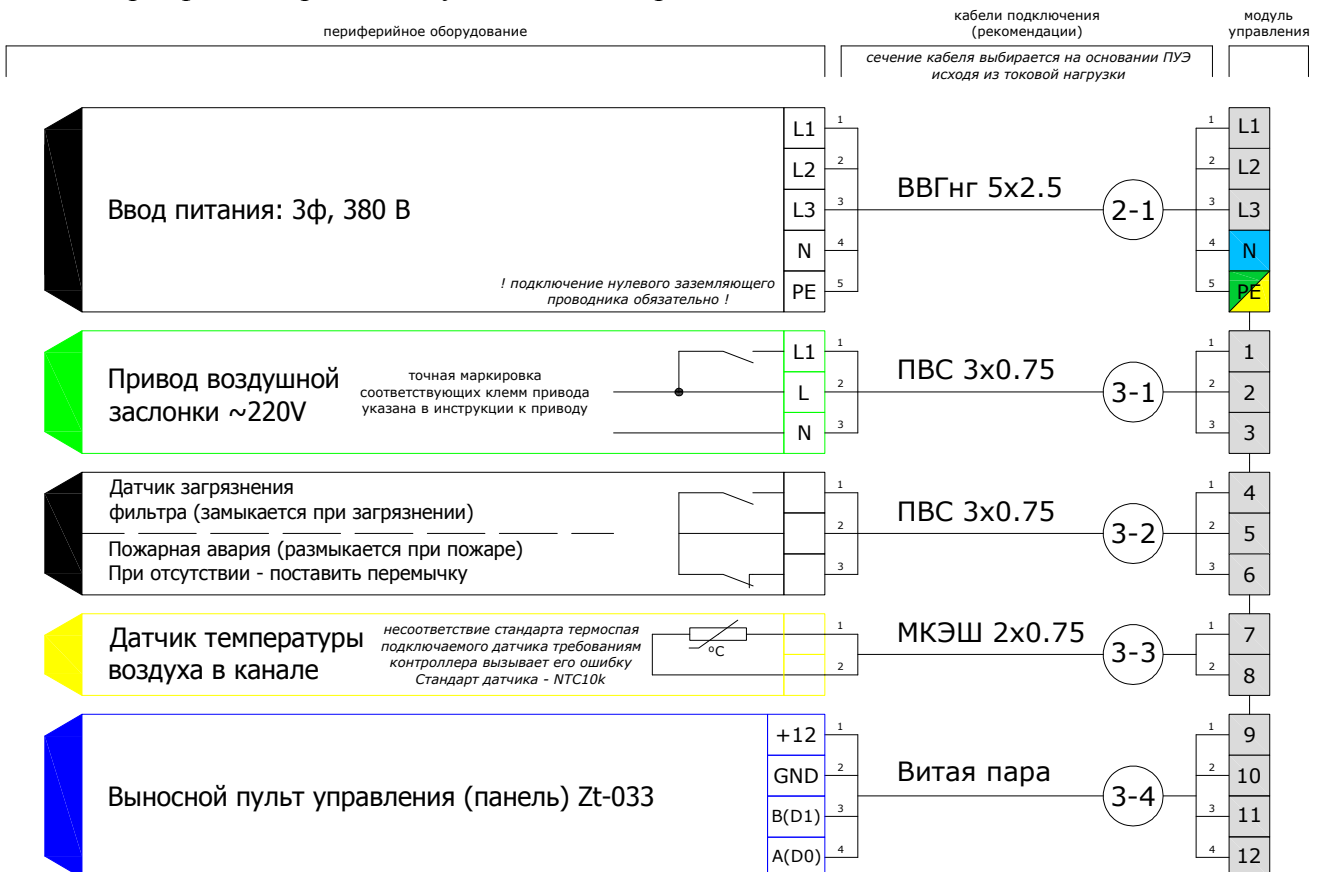 периферийное оборудование
кабели подключения
(рекомендации)
модуль
управления
сечение кабеля выбирается на основании ПУЭ
исходя из токовой нагрузки
Ввод питания: 3ф, 380 В
! подключение нулевого заземляющего
проводника обязательно !
L1 1
L2 2
L3 3
N 4
PE 5
ВВГнг 5x2.5
2-1
1 L1
2 L2
3 L3
4 N
5 PE
Привод воздушной
заслонки ~220V
точная маркировка
соответствующих клемм привода
указана в инструкции к приводу
L1 1
L 2
N 3
ПВС 3x0.75
3-1
1 1
2 2
3 3
Датчик загрязнения
фильтра (замыкается при загрязнении)
Пожарная авария (размыкается при пожаре)
При отсутствии - поставить перемычку
1
2
3
ПВС 3x0.75
3-2
1 4
2 5
3 6
Датчик температуры
воздуха в канале
несоответствие стандарта термоспая
подключаемого датчика требованиям
контроллера вызывает его ошибку
Стандарт датчика - NTC10k
°C
1
2
МКЭШ 2x0.75
3-3
1 7
2 8
Выносной пульт управления (панель) Zt-033
+12 1
GND 2
B(D1) 3
A(D0) 4
Витая пара
3-4
1 9
2 10
3 11
4 12